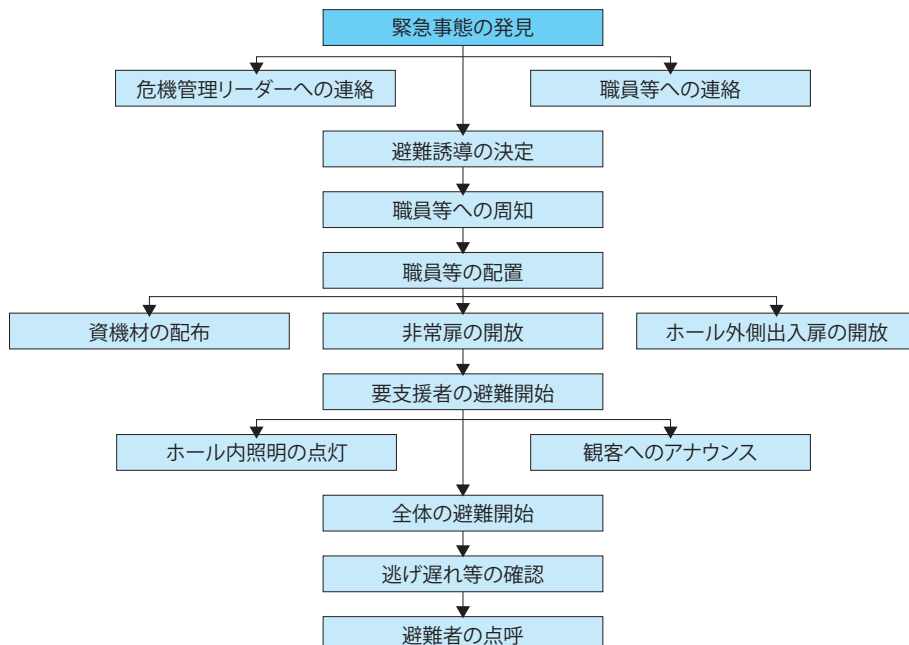 緊急事態の発見
危機管理リーダーへの連絡
職員等への連絡
避難誘導の決定
職員等への周知
職員等の配置
資機材の配布
非常扉の開放
ホール外側出入扉の開放
要支援者の避難開始
ホール内照明の点灯
観客へのアナウンス
全体の避難開始
逃げ遅れ等の確認
避難者の点呼